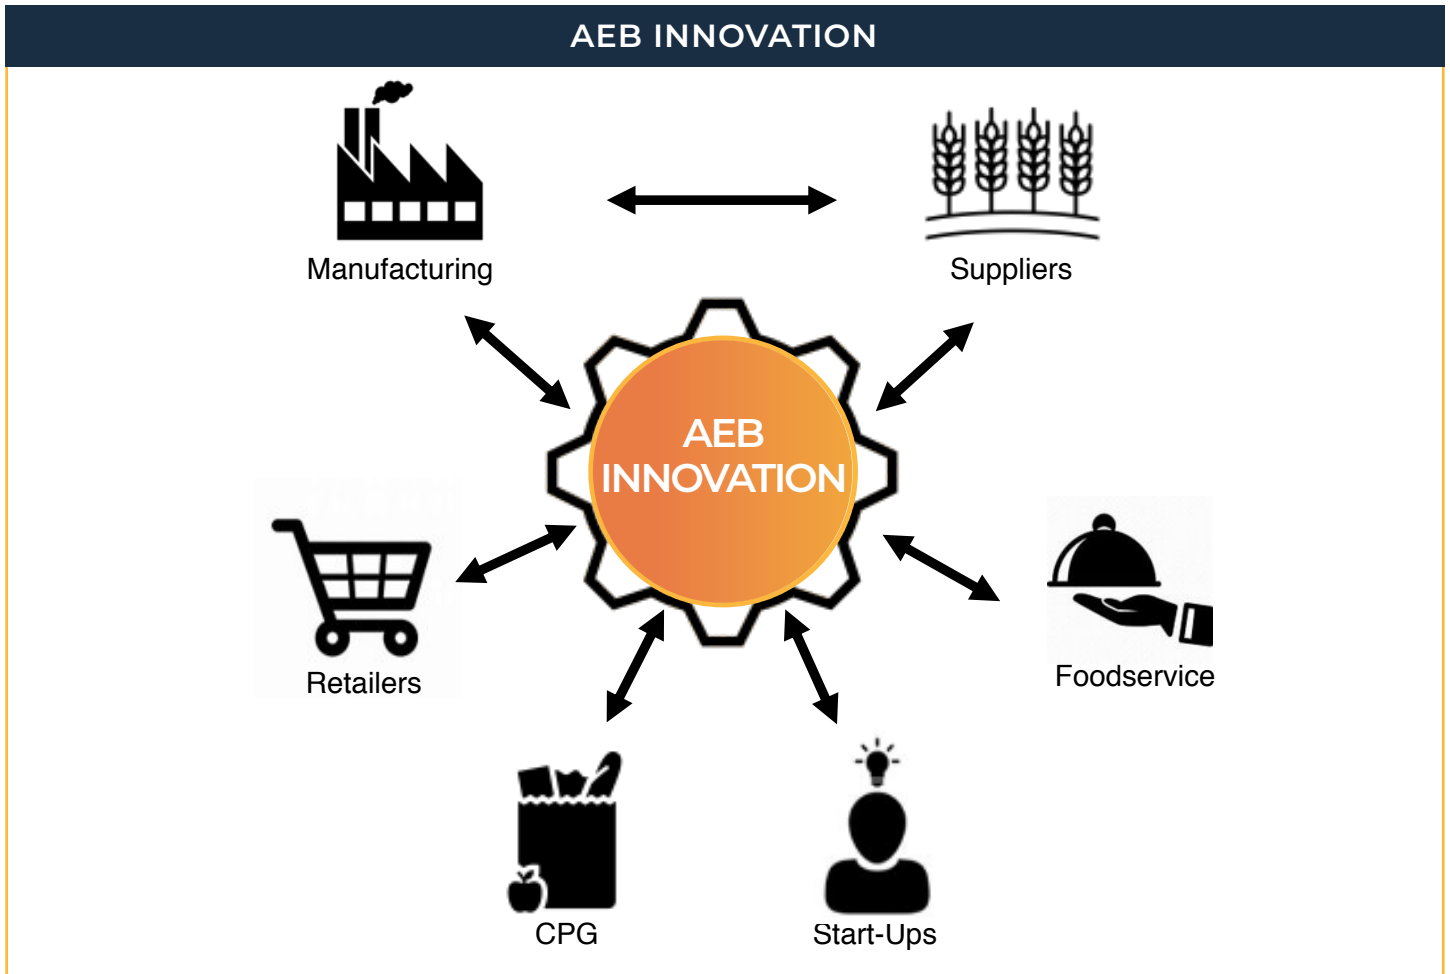 AEB INNOVATION
Manufacturing
Suppliers
AEB
INNOVATION
Retailers
Foodservice
CPG
Start-Ups